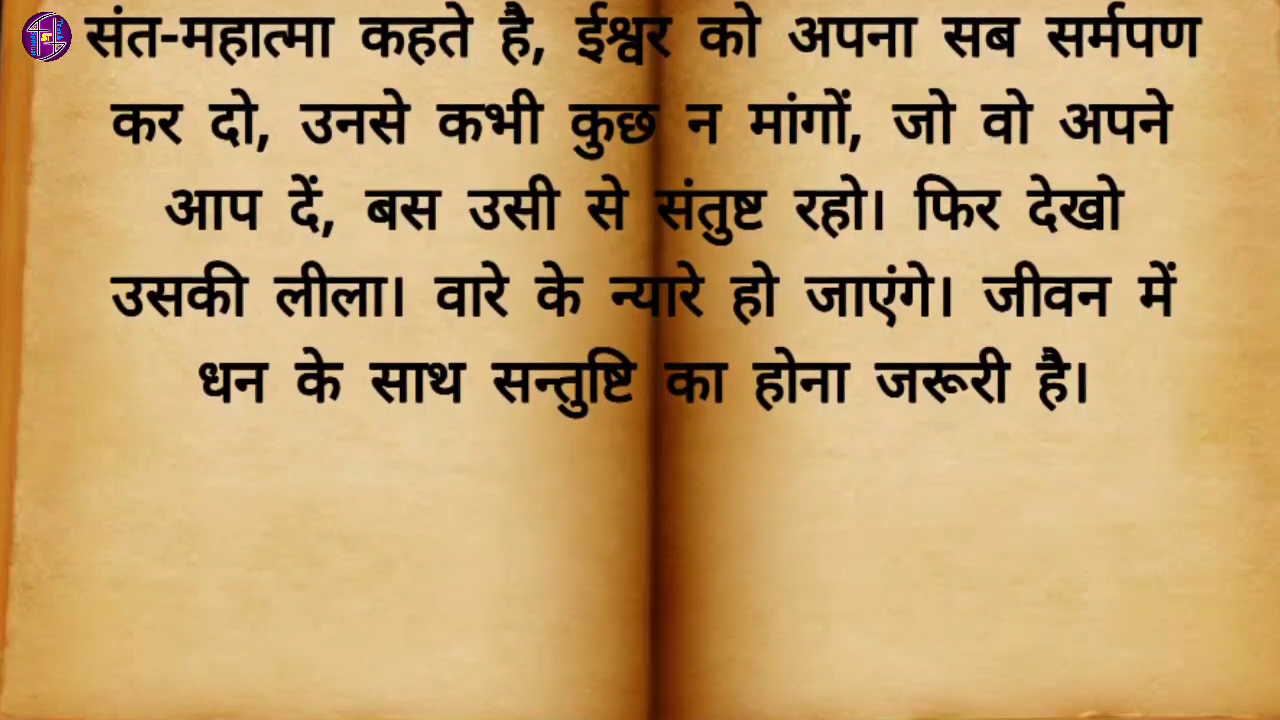 संत-महात्मा कहते है, ईश्वर को अपना सब सर्मपण
कर दो, उनसे कभी कुछ न मांगों, जो वो अपने
आप दें, बस उसी से संतुष्ट रहो। फिर देखो
उसकी लीला। वारे के न्यारे हो जाएंगे। जीवन में
धन के साथ सन्तुष्टि का होना जरूरी है।